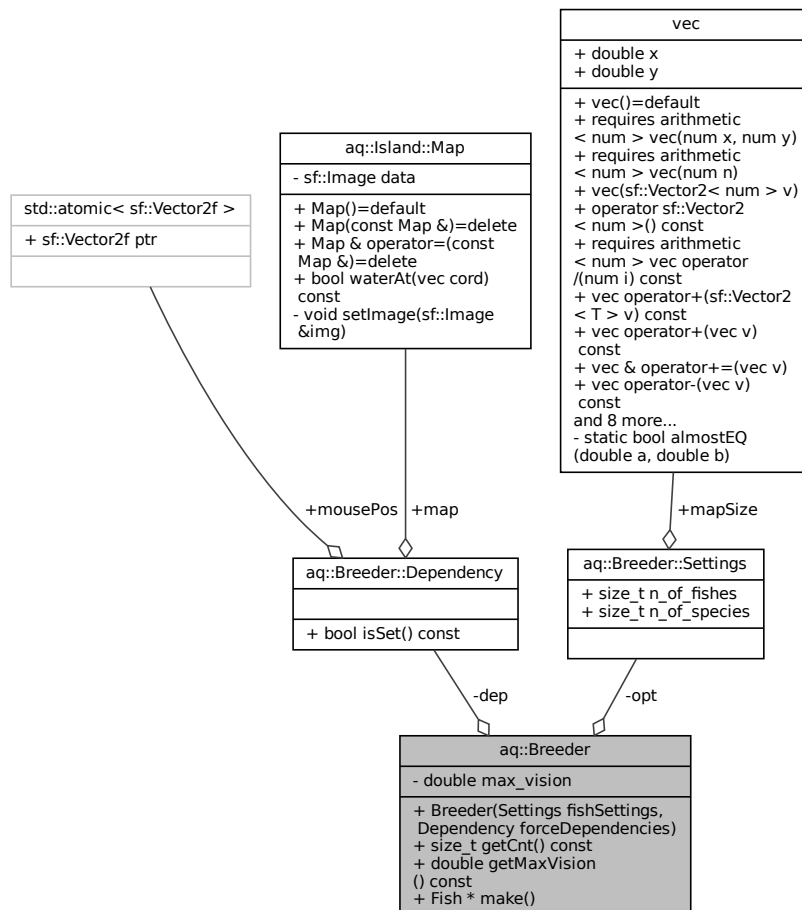 vec
+ double x
+ double y
+ vec()=default
+ requires arithmetic
< num > vec(num x, num y)
+ requires arithmetic
< num > vec(num n)
+ vec(sf::Vector2< num > v)
+ operator sf::Vector2
< num >() const
+ requires arithmetic
< num > vec operator
/(num i) const
+ vec operator+(sf::Vector2
< T > v) const
+ vec operator+(vec v)
const
+ vec & operator+=(vec v)
+ vec operator-(vec v)
const
and 8 more...
- static bool almostEQ
(double a, double b)
aq::Island::Map
- sf::Image data
+ Map()=default
+ Map(const Map &)=delete
+ Map & operator=(const
Map &)=delete
+ bool waterAt(vec cord)
const
- void setImage(sf::Image
&img)
std::atomic< sf::Vector2f >
+ sf::Vector2f ptr
+mousePos
+map
+mapSize
aq::Breeder::Dependency
+ bool isSet() const
aq::Breeder::Settings
+ size_t n_of_fishes
+ size_t n_of_species
-dep
-opt
aq::Breeder
- double max_vision
+ Breeder(Settings fishSettings,
Dependency forceDependencies)
+ size_t getCnt() const
+ double getMaxVision
() const
+ Fish * make()